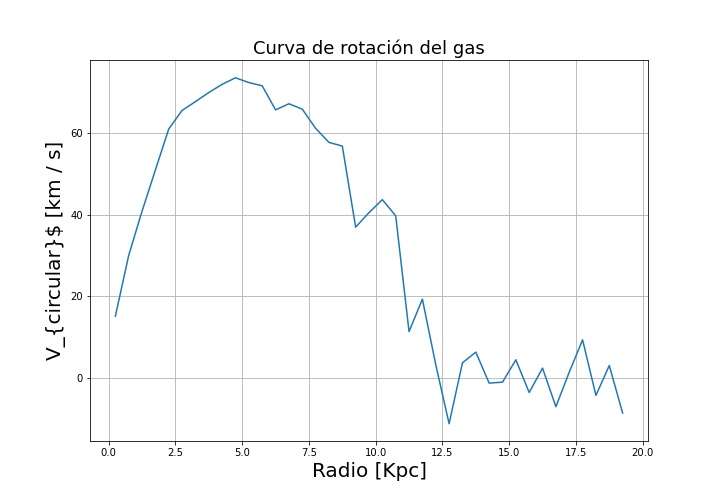 Curva de rotación del gas
V_{circular}$ [km / s]
60
40
20
0
0.0 2.5 5.0 7.5 10.0 12.5 15.0 17.5 20.0
Radio [Kpc]